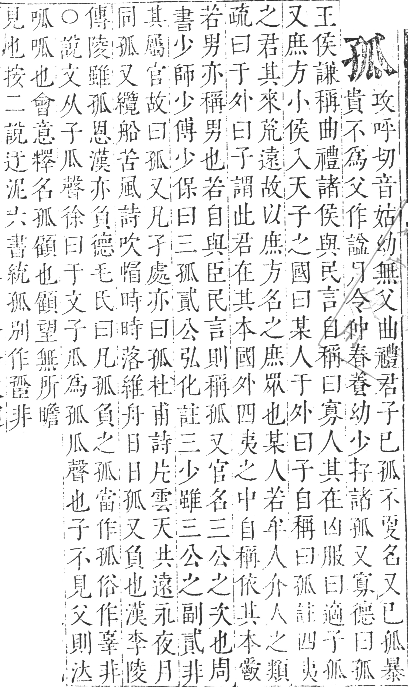 孤 攻呼切音姑幼無父曲禮君子已孤不更名又已孤暴
貴不爲父作諡月令仲春養幼少存諸孤又寡德曰孤
王侯謙稱曲禮諸侯與民言自稱曰寡人其在凶服曰適子孤
又庶方小侯入天子之國曰某人于外曰子自稱曰孤註四夷
之君其來荒遠故以庶方名之庶眾也某人若牟人介人之類
疏曰于外曰子謂此君在其本國外四夷之中自稱依其本爵
若男亦稱男也若自與臣民言則稱孤又官名三公之次也周
書少師少傅少保曰三孤貳公弘化註三少雖三公之副貳非
其屬官故曰孤又凡孑處亦曰孤杜甫詩片雲天共遠永夜月
同孤又纜船苦風詩吹㡌時時落維舟日日孤又負也漢李陵
傳陵雖孤恩漢亦負德毛氏曰凡孤負之孤當作孤俗作辜非
○說文从子瓜聲徐曰于文子瓜爲孤瓜聲也子不見父則泣
呱呱也會意釋名孤顧也顧望無所瞻
見也按二說迂泥六書統孤別作𤫫非